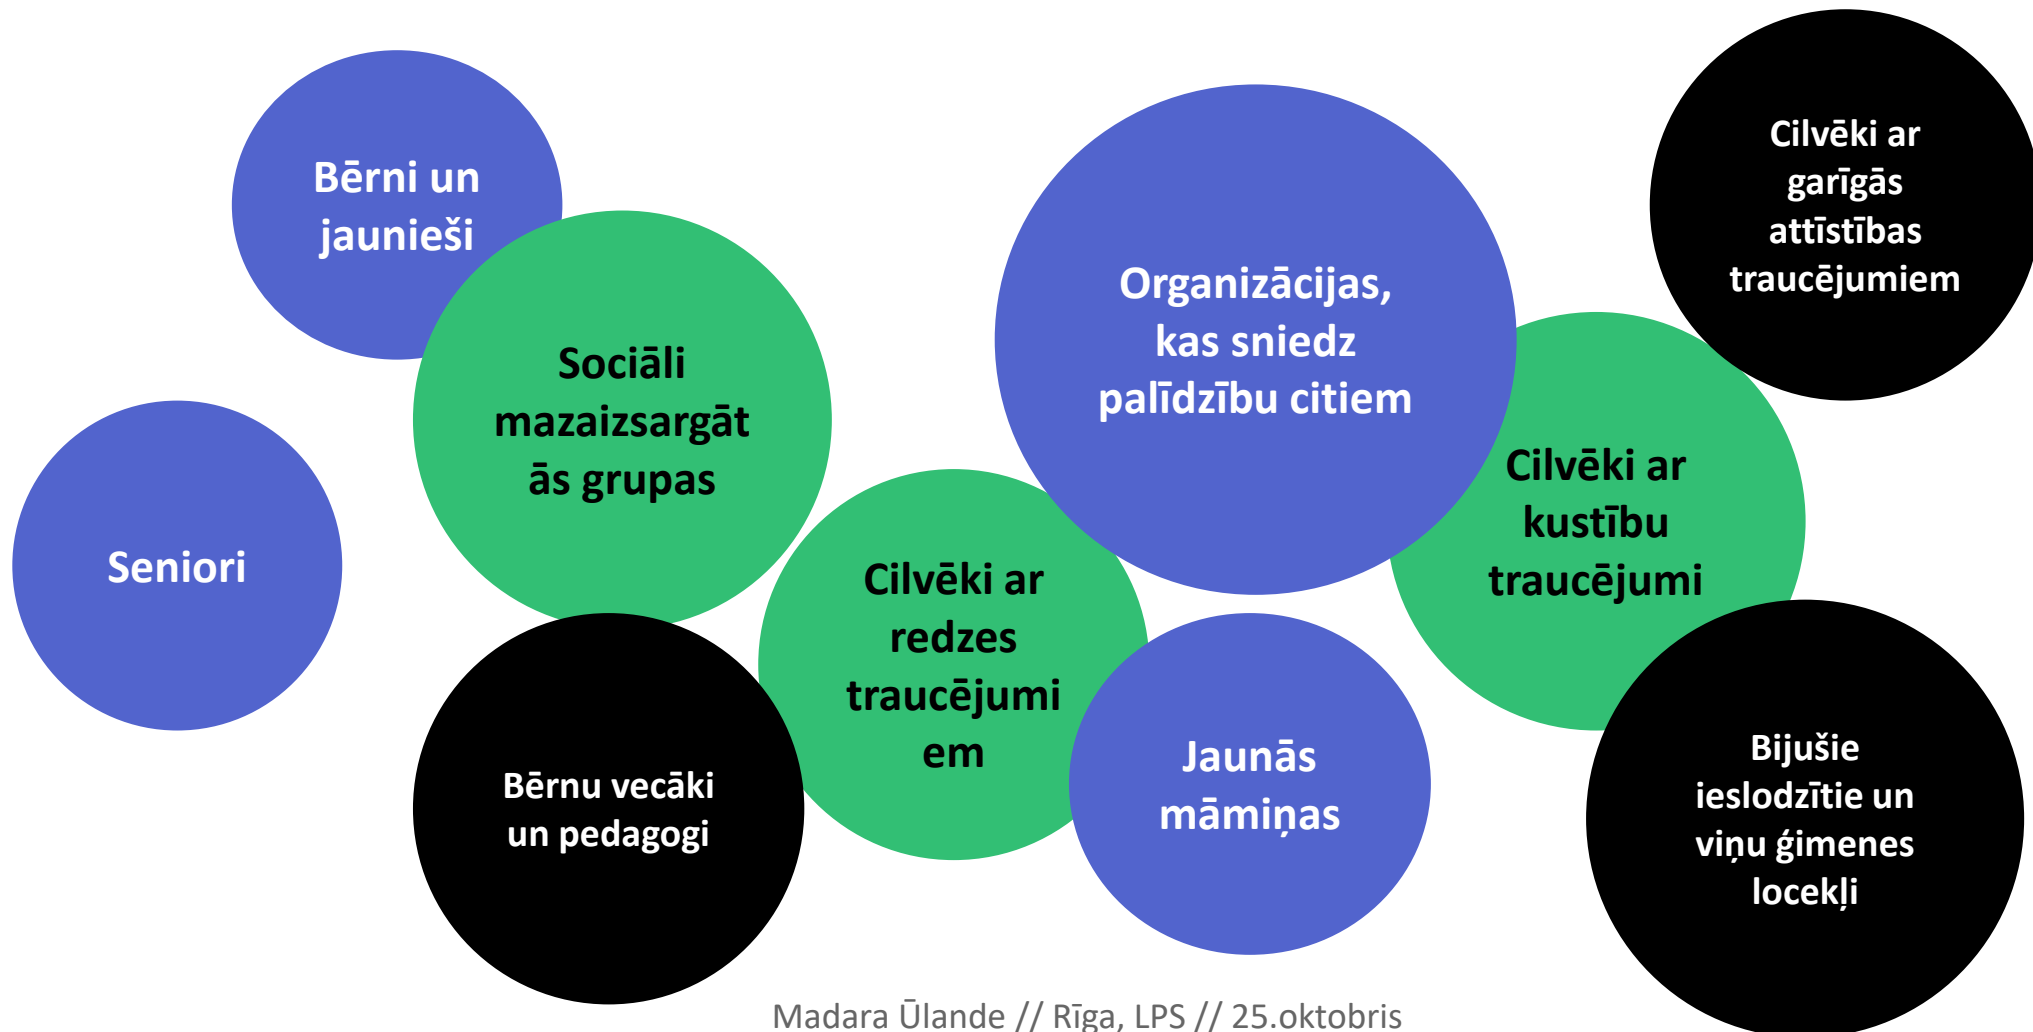 Bērni un
jaunieši
Sociāli
mazaizsargāt
ās grupas
Seniori
Bērnu vecāki
un pedagogi
Cilvēki ar
redzes
traucējumi
em
Organizācijas,
kas sniedz
palīdzību citiem
Jaunās
māmiņas
Cilvēki ar
garīgās
attīstības
traucējumiem
Cilvēki ar
kustību
traucējumi
Bijušie
ieslodzītie un
viņu ģimenes
locekļi
Madara Ūlande // Rīga, LPS // 25.oktobris